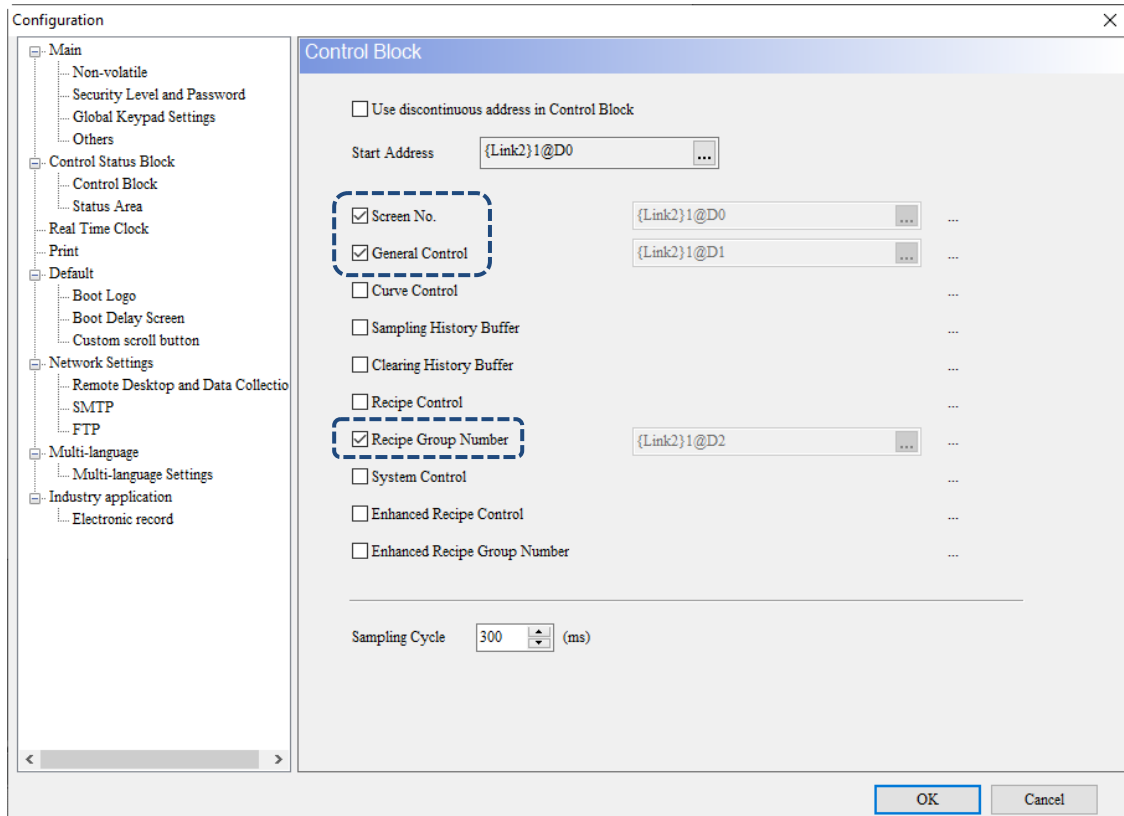 Configuration
Main
Non-volatile
Security Level and Password
Global Keypad Settings
Others
Control Status Block
Control Block
Status Area
Real Time Clock
Print
Default
Boot Logo
Boot Delay Screen
Custom scroll button
Network Settings
Remote Desktop and Data Collectio
SMTP
FTP
Multi-language
Multi-language Settings
Industry application
Electronic record
Control Block
Use discontinuous address in Control Block
Start Address {Link2}1@D0 ...
Screen No. {Link2}1@D0 ... ...
General Control {Link2}1@D1 ... ...
Curve Control ...
Sampling History Buffer ...
Clearing History Buffer ...
Recipe Control ...
Recipe Group Number {Link2}1@D2 ... ...
System Control ...
Enhanced Recipe Control ...
Enhanced Recipe Group Number ...
Sampling Cycle 300 (ms)
OK Cancel